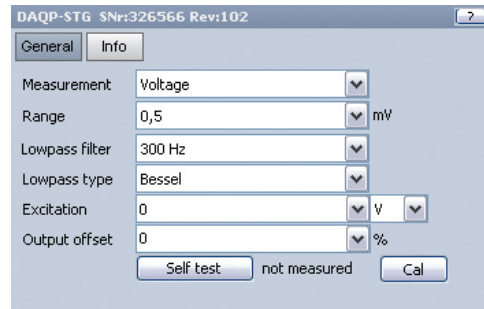 DAQP-STG SNr:326566 Rev:102 ?
General Info
Measurement Voltage
Range 0,5 mV
Lowpass filter 300 Hz
Lowpass type Bessel
Excitation 0 V
Output offset 0 %
Self test not measured Cal